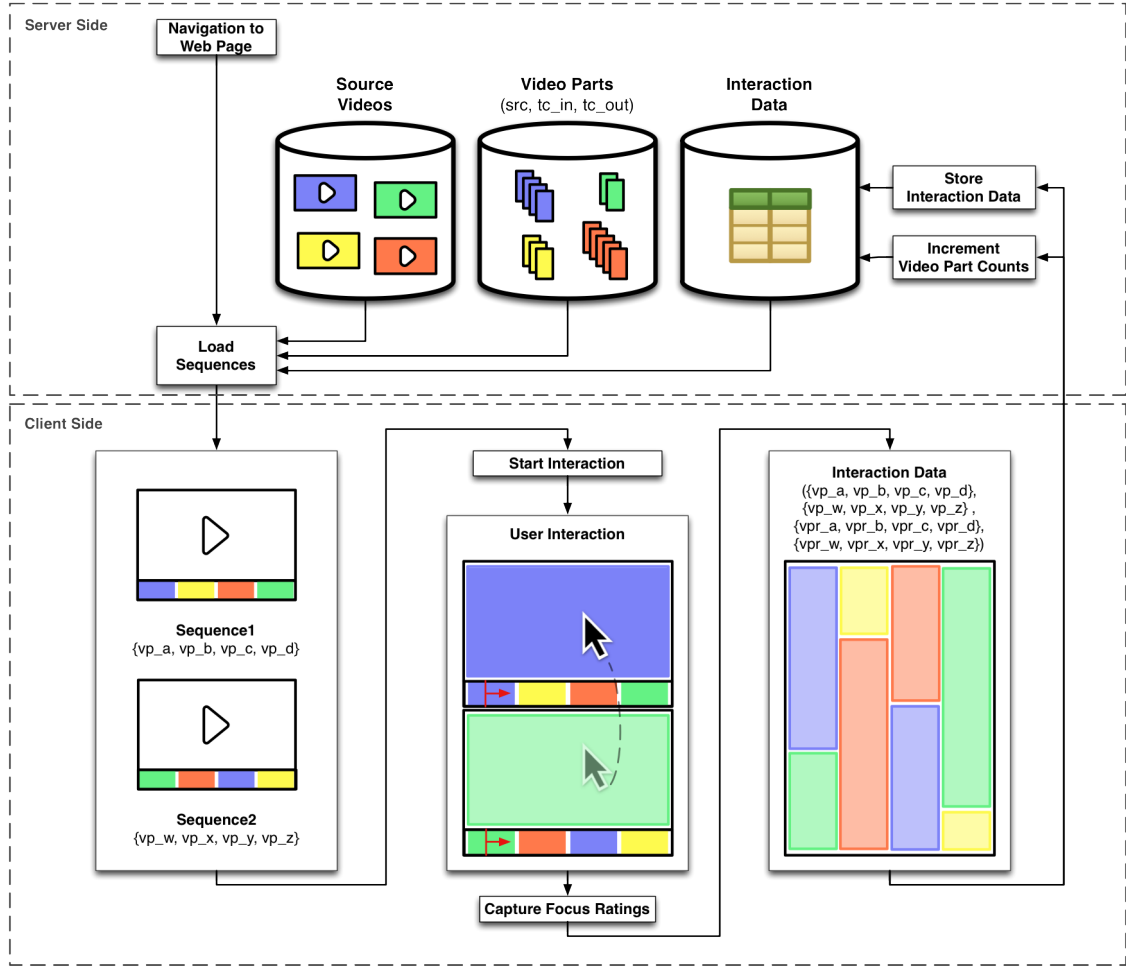 Server Side
Navigation to
Web Page
Source
Videos
Video Parts
(src, tc_in, tc_out)
Interaction
Data
Store
Interaction Data
Increment
Video Part Counts
Load
Sequences
Client Side
Sequence1
{vp_a, vp_b, vp_c, vp_d}
Sequence2
{vp_w, vp_x, vp_y, vp_z}
Start Interaction
User Interaction
Capture Focus Ratings
Interaction Data
({vp_a, vp_b, vp_c, vp_d},
{vp_w, vp_x, vp_y, vp_z} ,
{vpr_a, vpr_b, vpr_c, vpr_d},
{vpr_w, vpr_x, vpr_y, vpr_z})